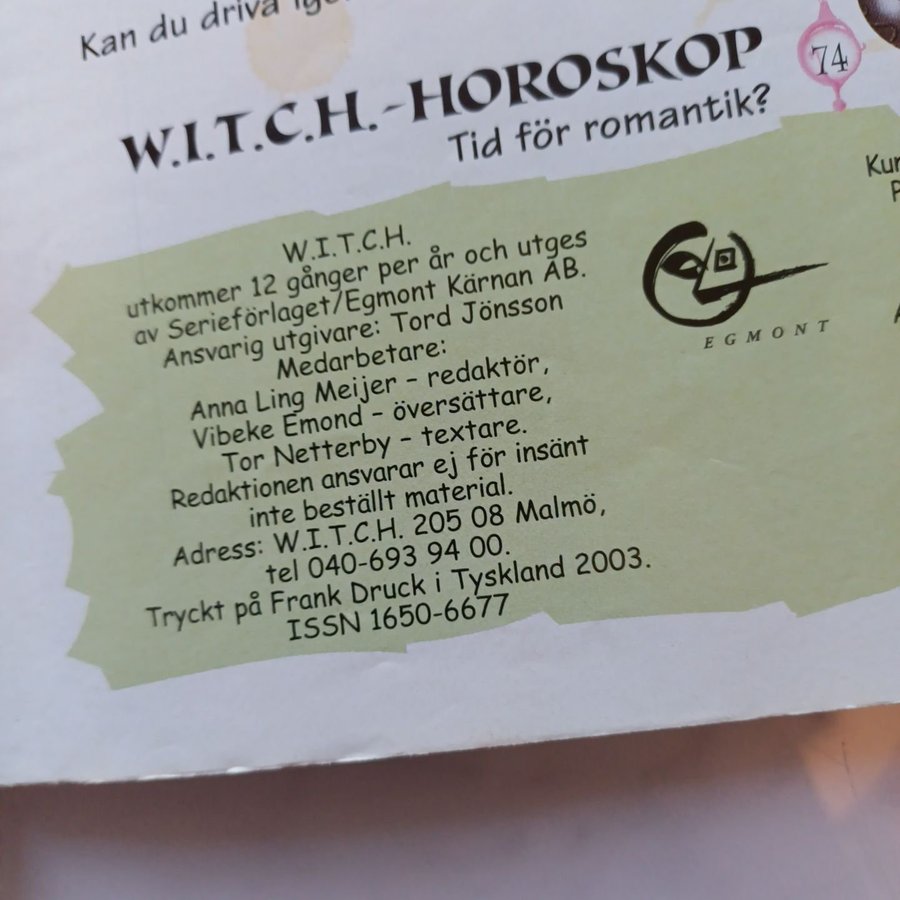 Kan du driva
W.I.T.C.H.-HOROSKOP
74
Tid för romantik?
W.I.T.C.H.
utkommer 12 gånger per år och utges
av Serieförlaget/Egmont Kärnan AB.
Ansvarig utgivare: Tord Jönsson
Medarbetare:
Anna Ling Meijer - redaktör,
Vibeke Emond - översättare,
Tor Netterby - textare.
Redaktionen ansvarar ej för insänt
inte beställt material.
Adress: W.I.T.C.H. 205 08 Malmö,
tel 040-693 94 00.
Tryckt på Frank Druck i Tyskland 2003.
ISSN 1650-6677
EGMONT